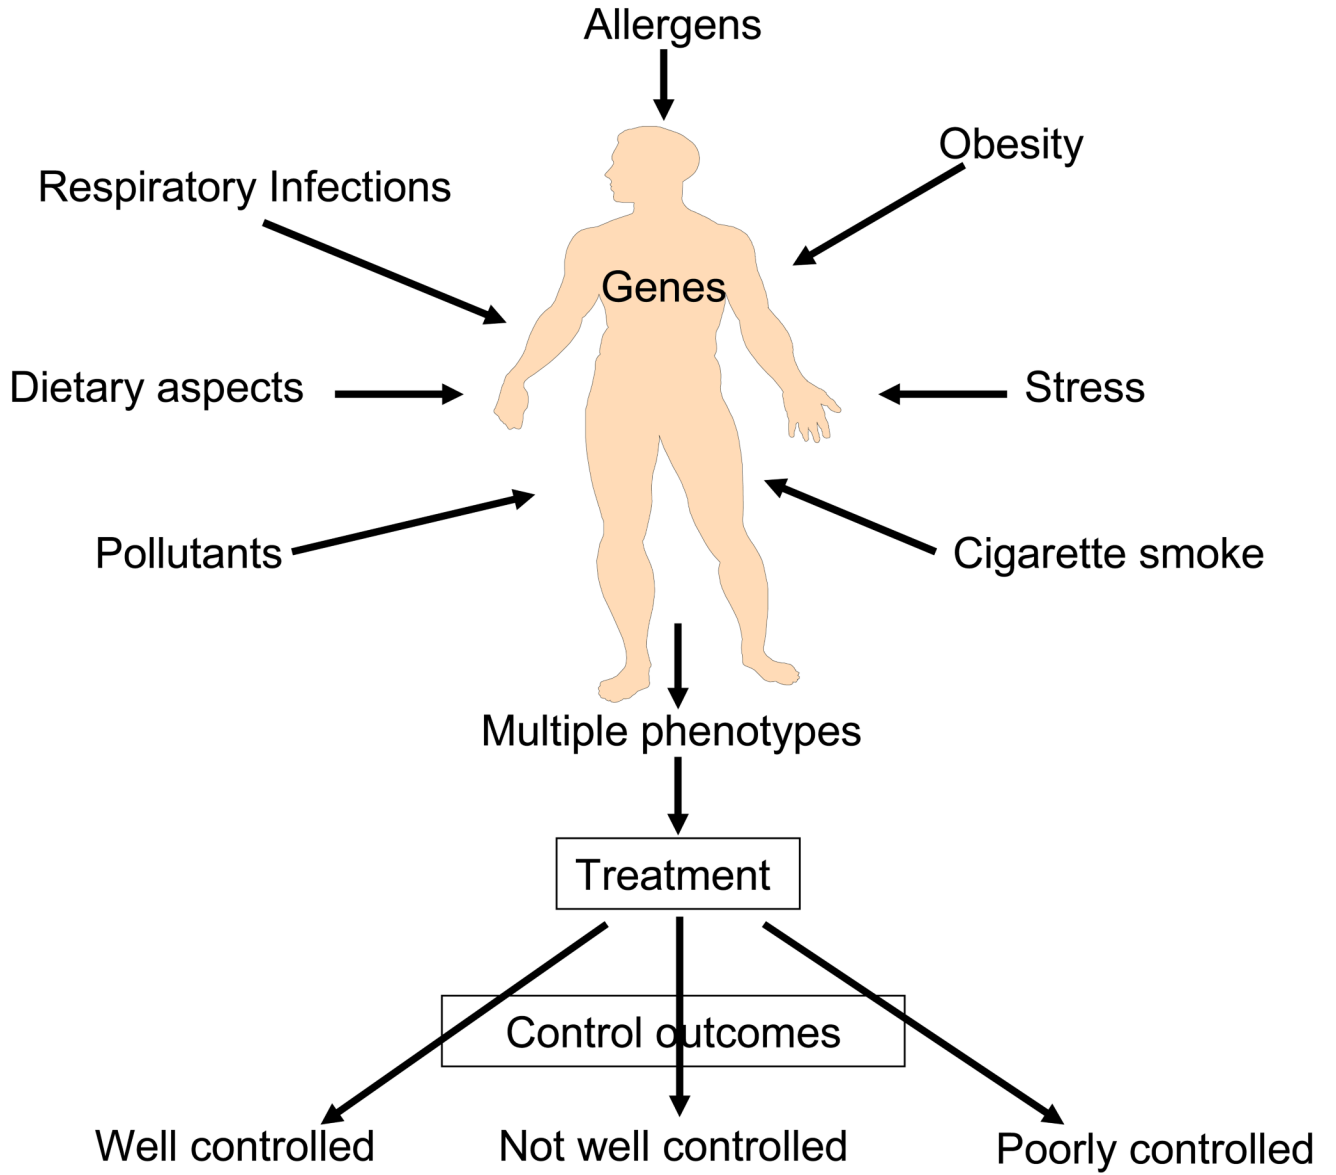 Allergens
Obesity
Respiratory Infections
Genes
Dietary aspects
Stress
Pollutants
Cigarette smoke
Multiple phenotypes
Treatment
Control outcomes
Well controlled
Not well controlled
Poorly controlled